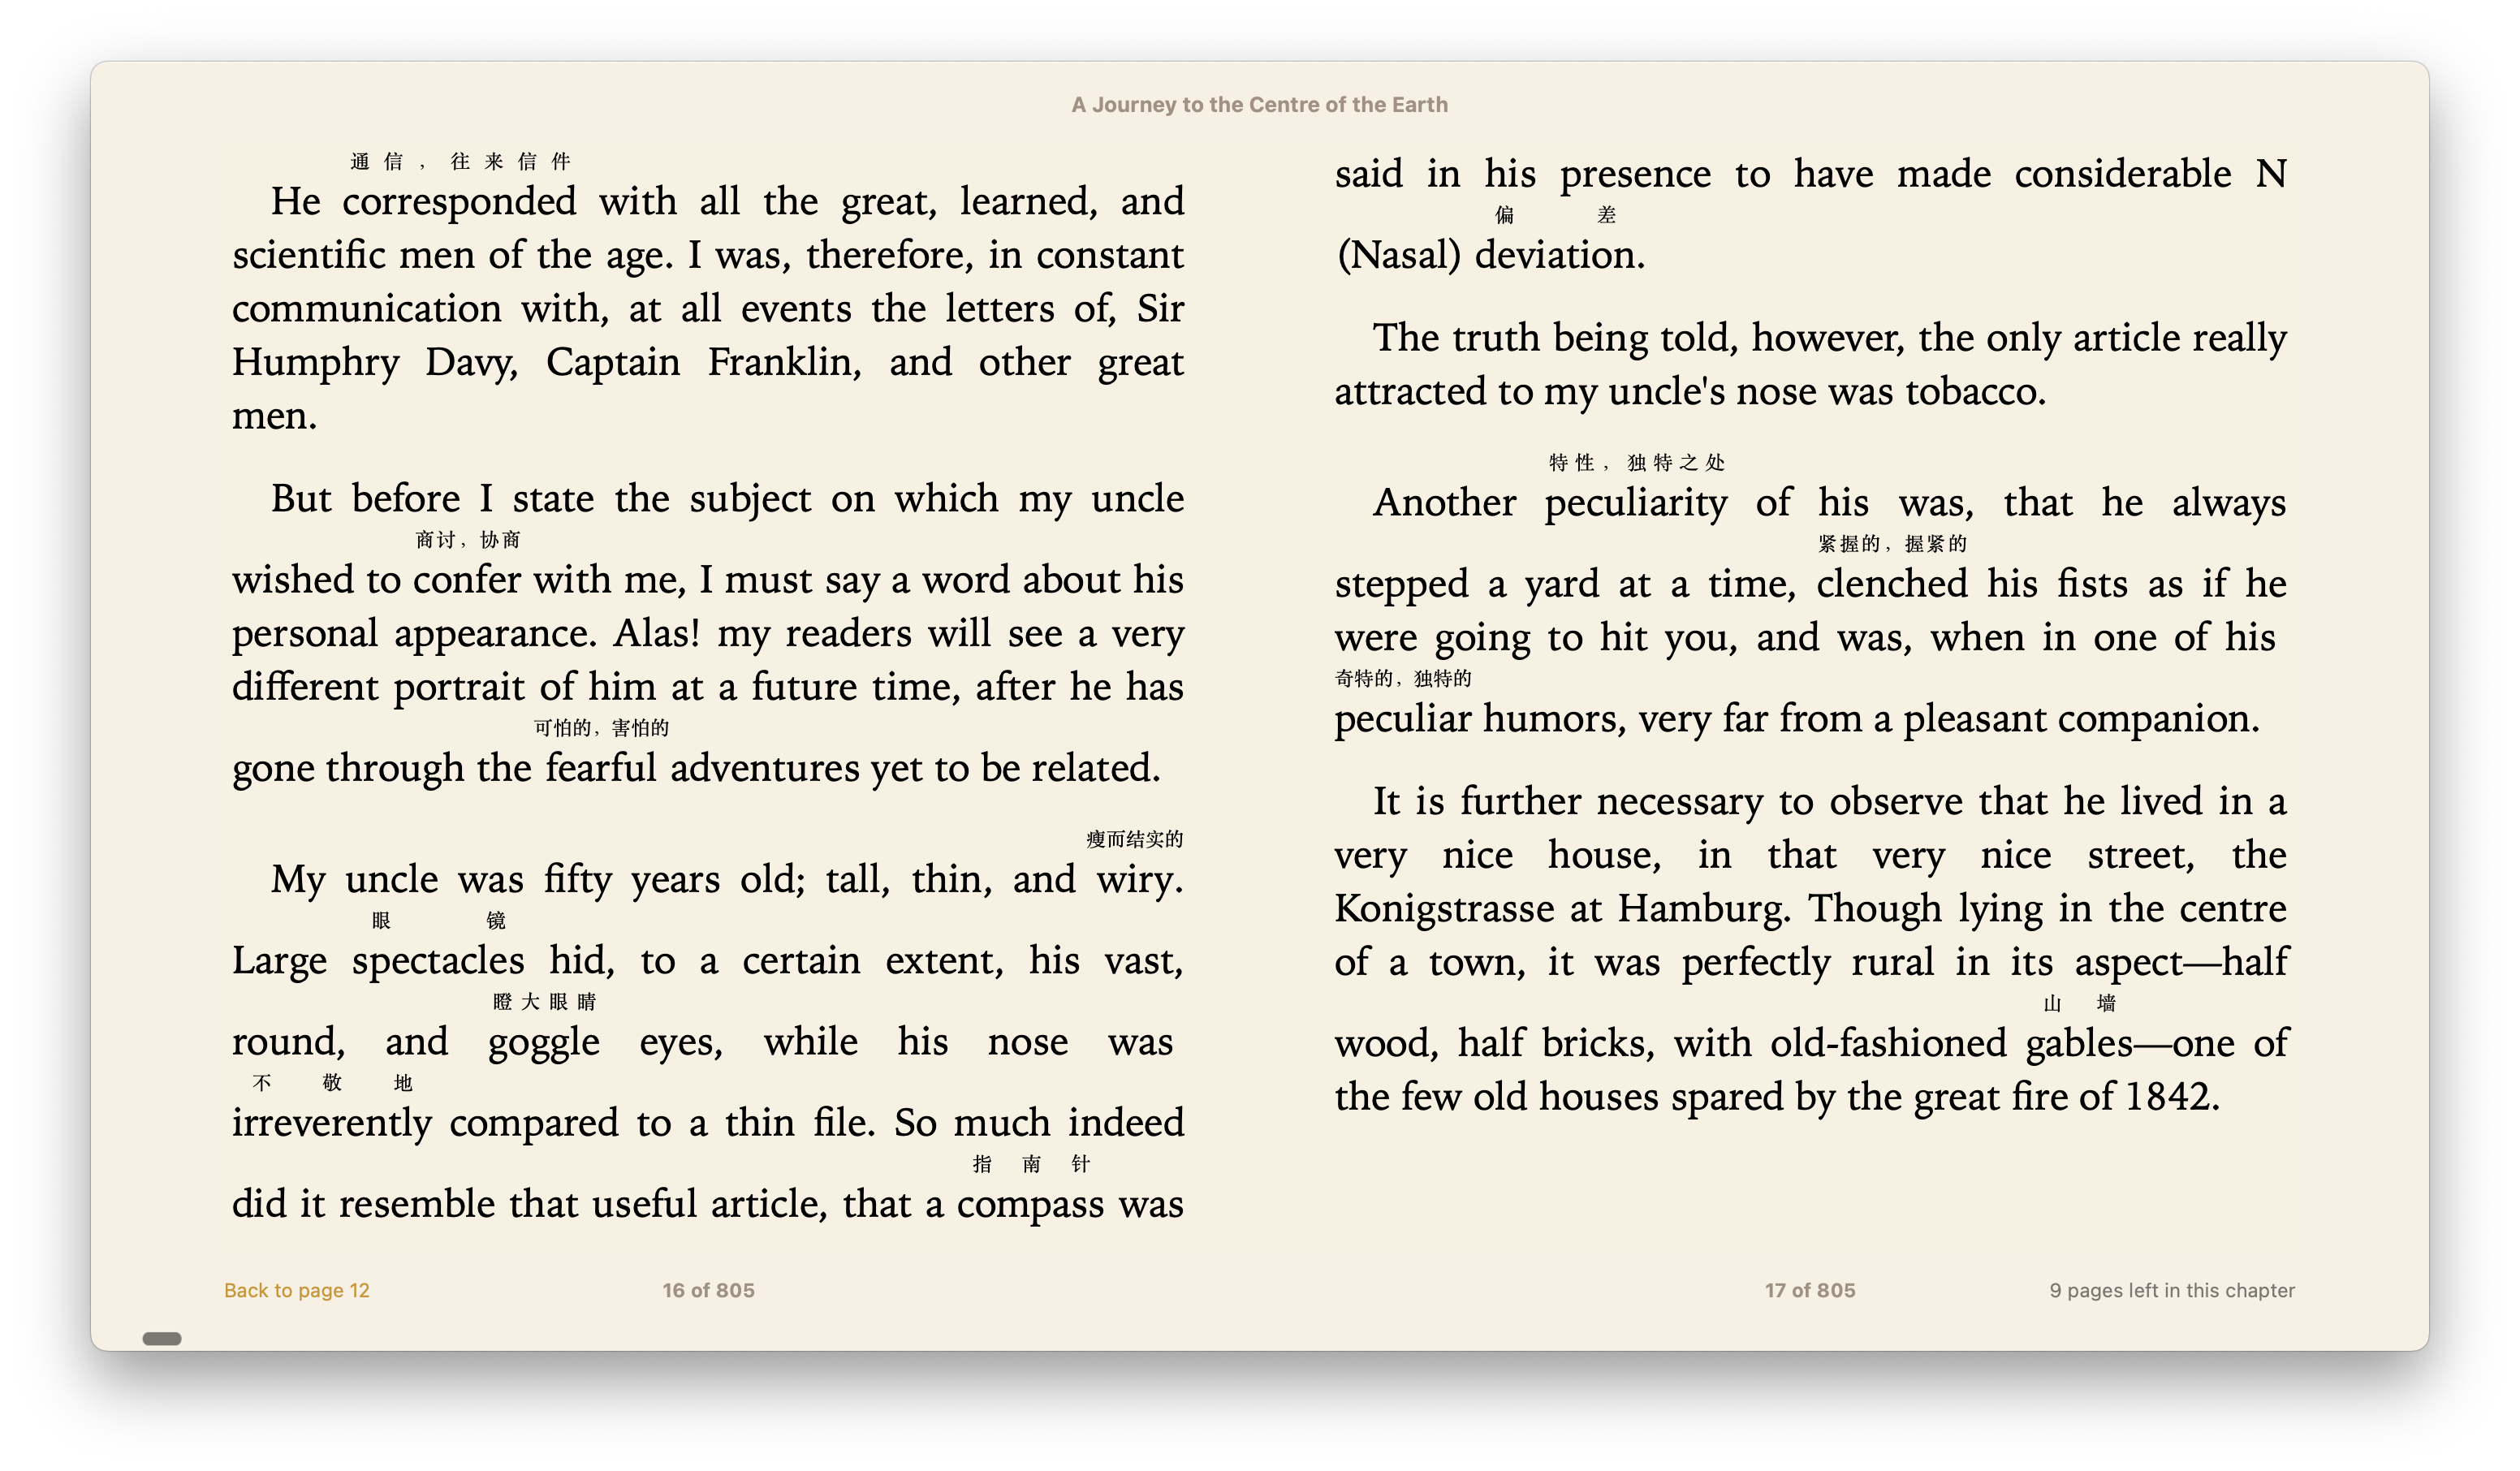 A Journey to the Centre of the Earth
通信，往来信件
He corresponded with all the great, learned, and
scientific men of the age. I was, therefore, in constant
communication with, at all events the letters of, Sir
Humphry Davy, Captain Franklin, and other great
men.
But before I state the subject on which my uncle
商讨，协商
wished to confer with me, I must say a word about his
personal appearance. Alas! my readers will see a very
different portrait of him at a future time, after he has
可怕的，害怕的
gone through the fearful adventures yet to be related.
瘦而结实的
My uncle was fifty years old; tall, thin, and wiry.
眼镜
Large spectacles hid, to a certain extent, his vast,
瞪大眼睛
round, and goggle eyes, while his nose was
不敬地
irreverently compared to a thin file. So much indeed
指南针
did it resemble that useful article, that a compass was
said in his presence to have made considerable N
偏差
(Nasal) deviation.
The truth being told, however, the only article really
attracted to my uncle's nose was tobacco.
特性，独特之处
Another peculiarity of his was, that he always
紧握的，握紧的
stepped a yard at a time, clenched his fists as if he
were going to hit you, and was, when in one of his
奇特的，独特的
peculiar humors, very far from a pleasant companion.
It is further necessary to observe that he lived in a
very nice house, in that very nice street, the
Konigstrasse at Hamburg. Though lying in the centre
of a town, it was perfectly rural in its aspect—half
山墙
wood, half bricks, with old-fashioned gables—one of
the few old houses spared by the great fire of 1842.
Back to page 12
16 of 805
17 of 805
9 pages left in this chapter